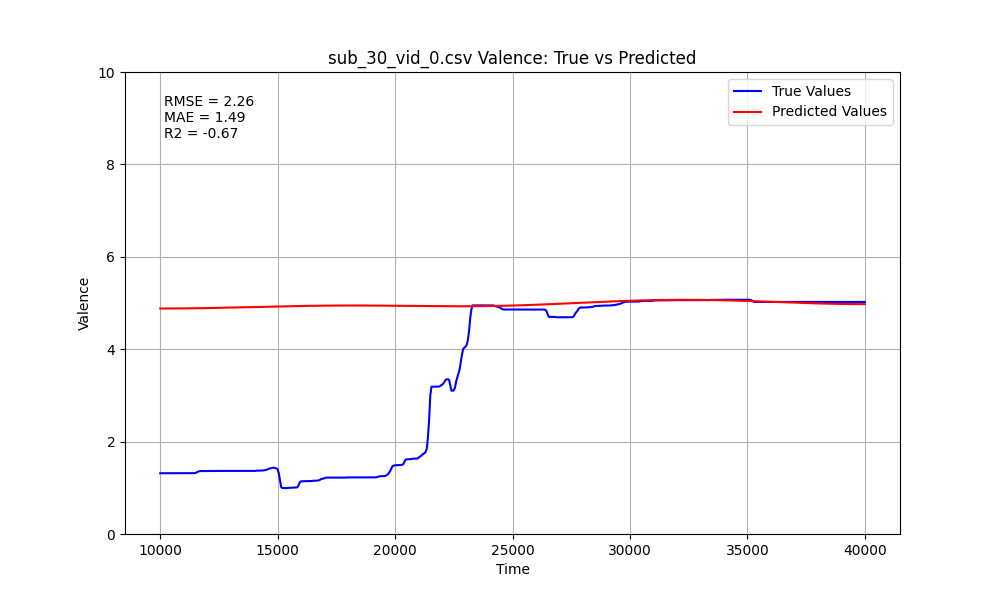 sub_30_vid_0.csv Valence: True vs Predicted
RMSE = 2.26
MAE = 1.49
R2 = -0.67
True Values
Predicted Values
Valence
10
8
6
4
2
0
10000 15000 20000 25000 30000 35000 40000
Time